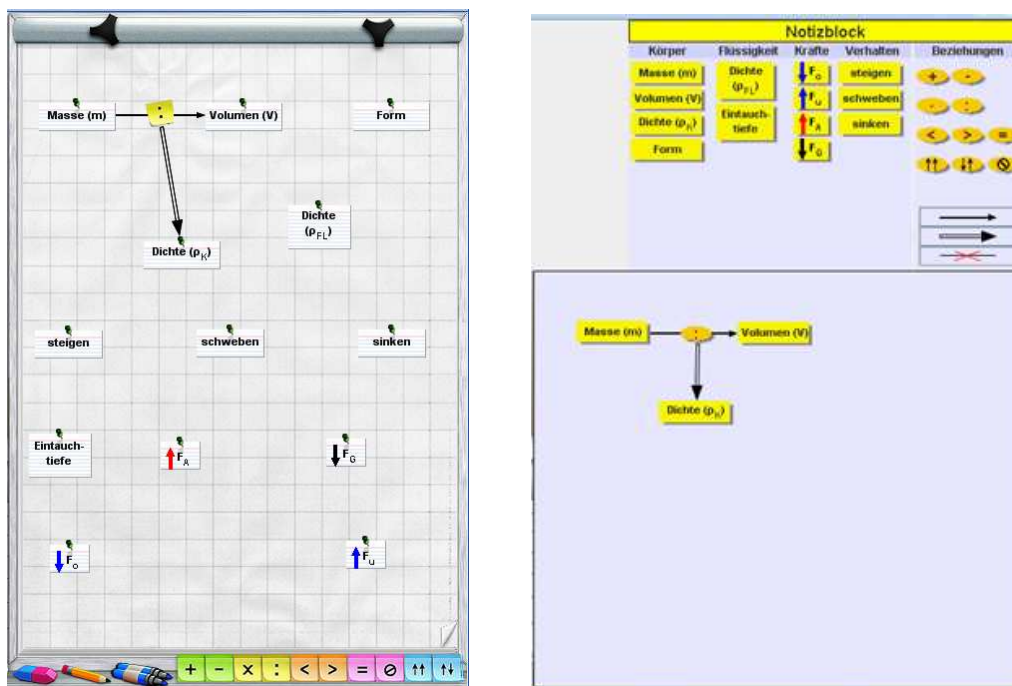 Masse (m)
:
Volumen (V)
Form
Dichte
(ρFL)
Dichte (ρK)
steigen
schweben
sinken
Eintauch-
tiefe
FA
FG
Fo
Fu
+ − x : < > = ⊘ ↑↑ ↑↓
Notizblock
Körper Flüssigkeit Kräfte Verhalten Beziehungen
Masse (m)
Volumen (V)
Dichte (ρK)
Form
Dichte
(ρFL)
Eintauch-
tiefe
Fo
Fu
FA
FG
steigen
schweben
sinken
+ -
· :
< > =
↑↑ ↓↑ ⊘
Masse (m) : Volumen (V)
Dichte (ρK)